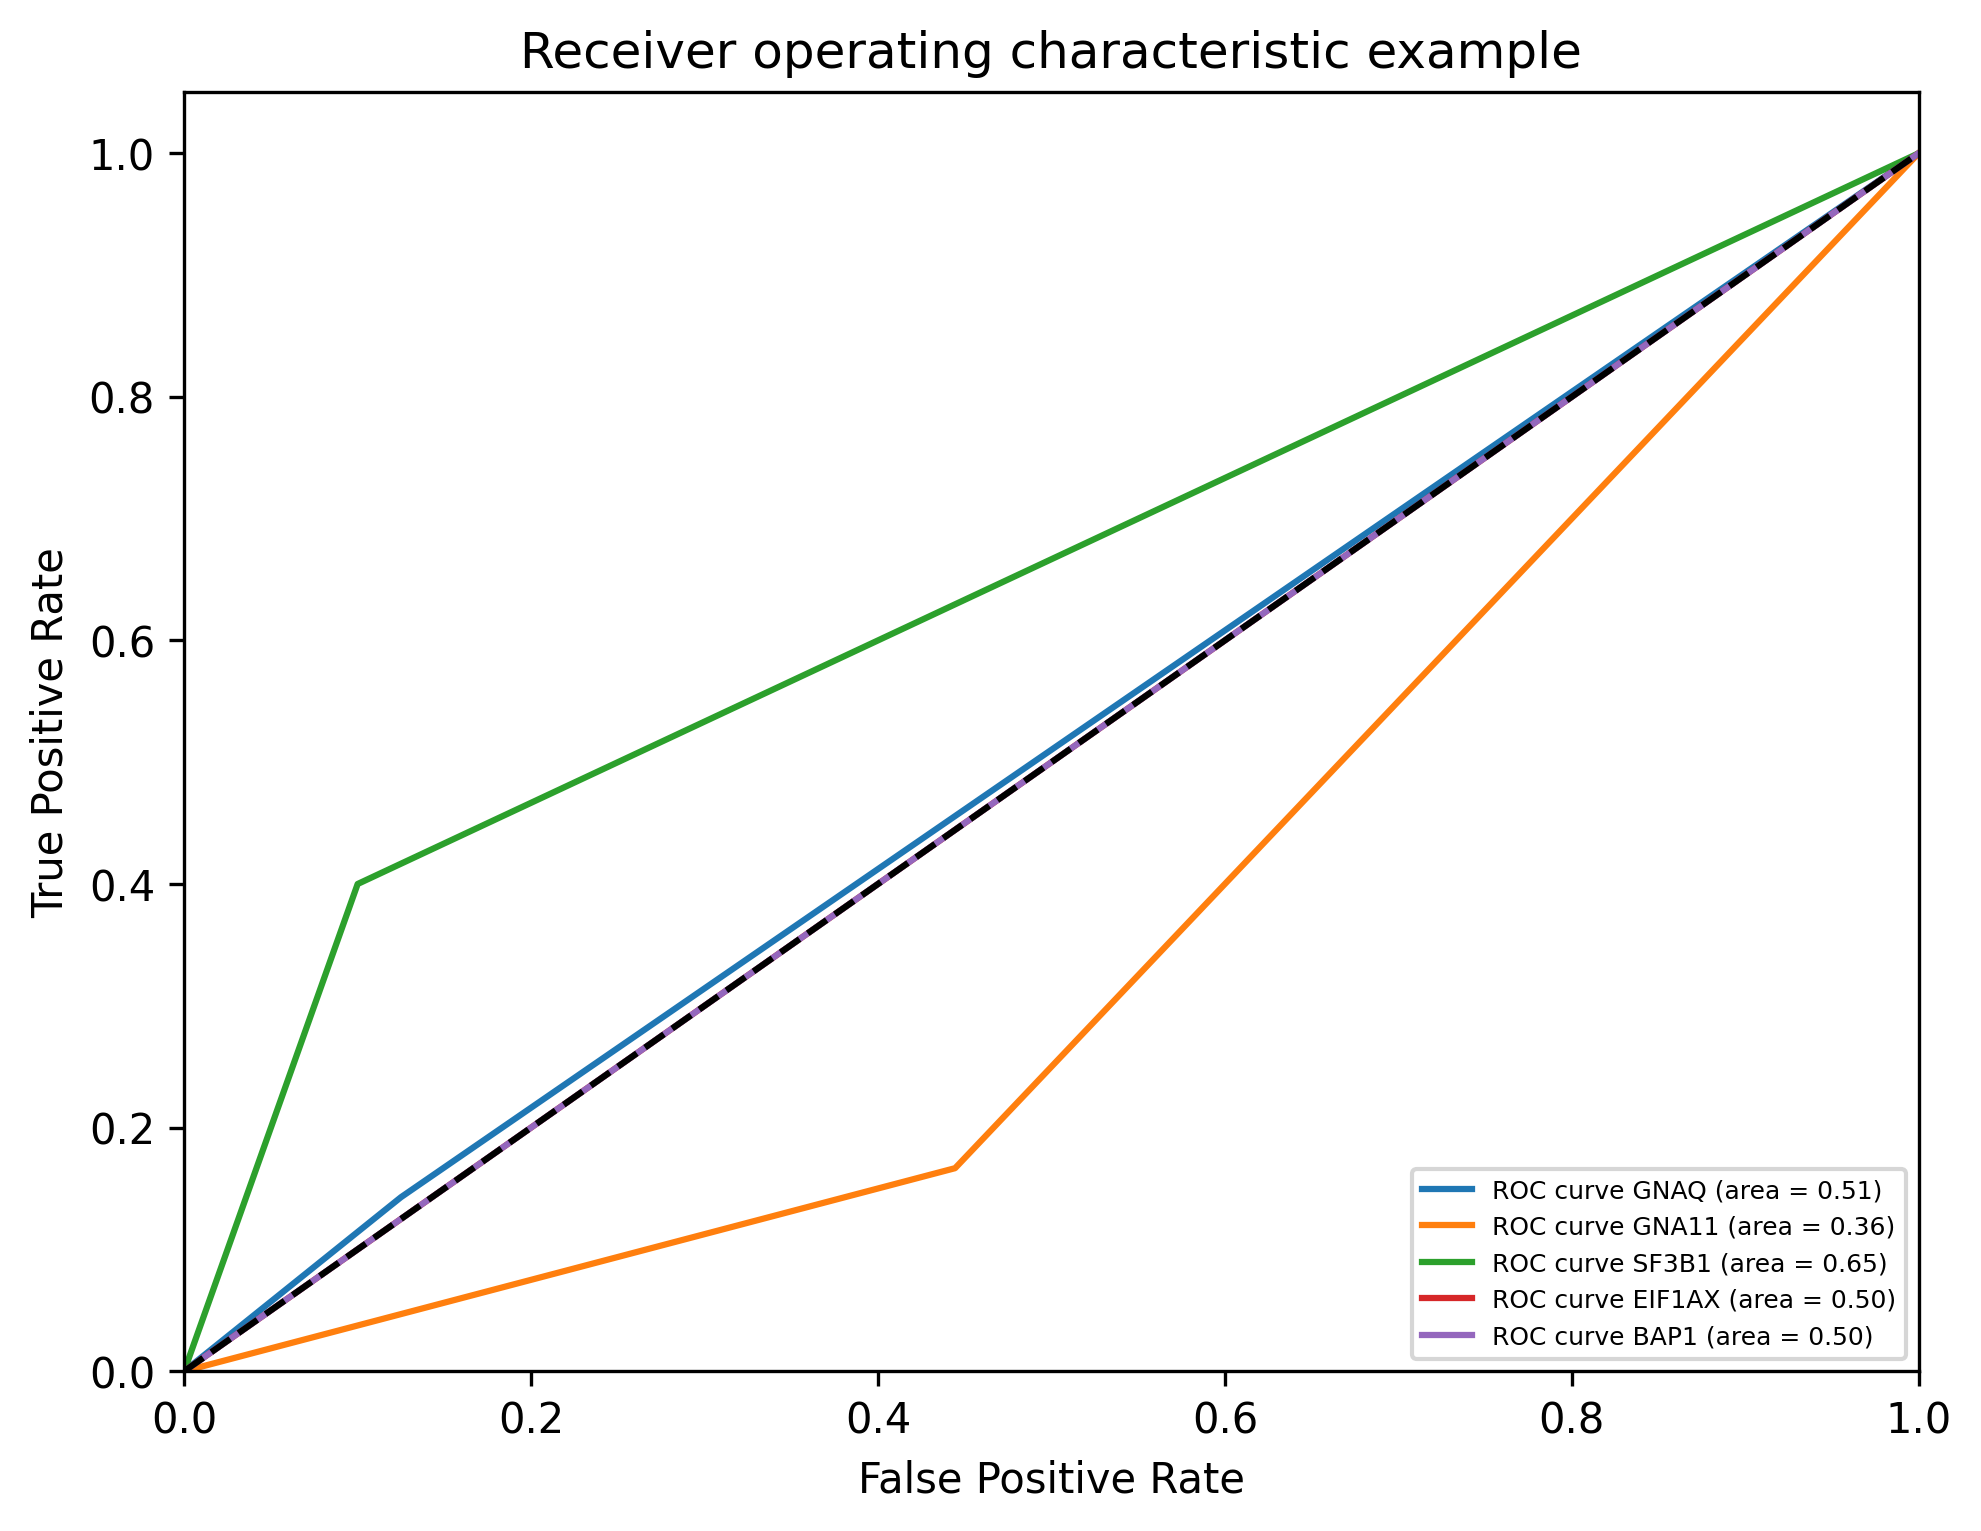 Receiver operating characteristic example
True Positive Rate
1.0
0.8
0.6
0.4
0.2
0.0
ROC curve GNAQ (area = 0.51)
ROC curve GNA11 (area = 0.36)
ROC curve SF3B1 (area = 0.65)
ROC curve EIF1AX (area = 0.50)
ROC curve BAP1 (area = 0.50)
0.0 0.2 0.4 0.6 0.8 1.0
False Positive Rate